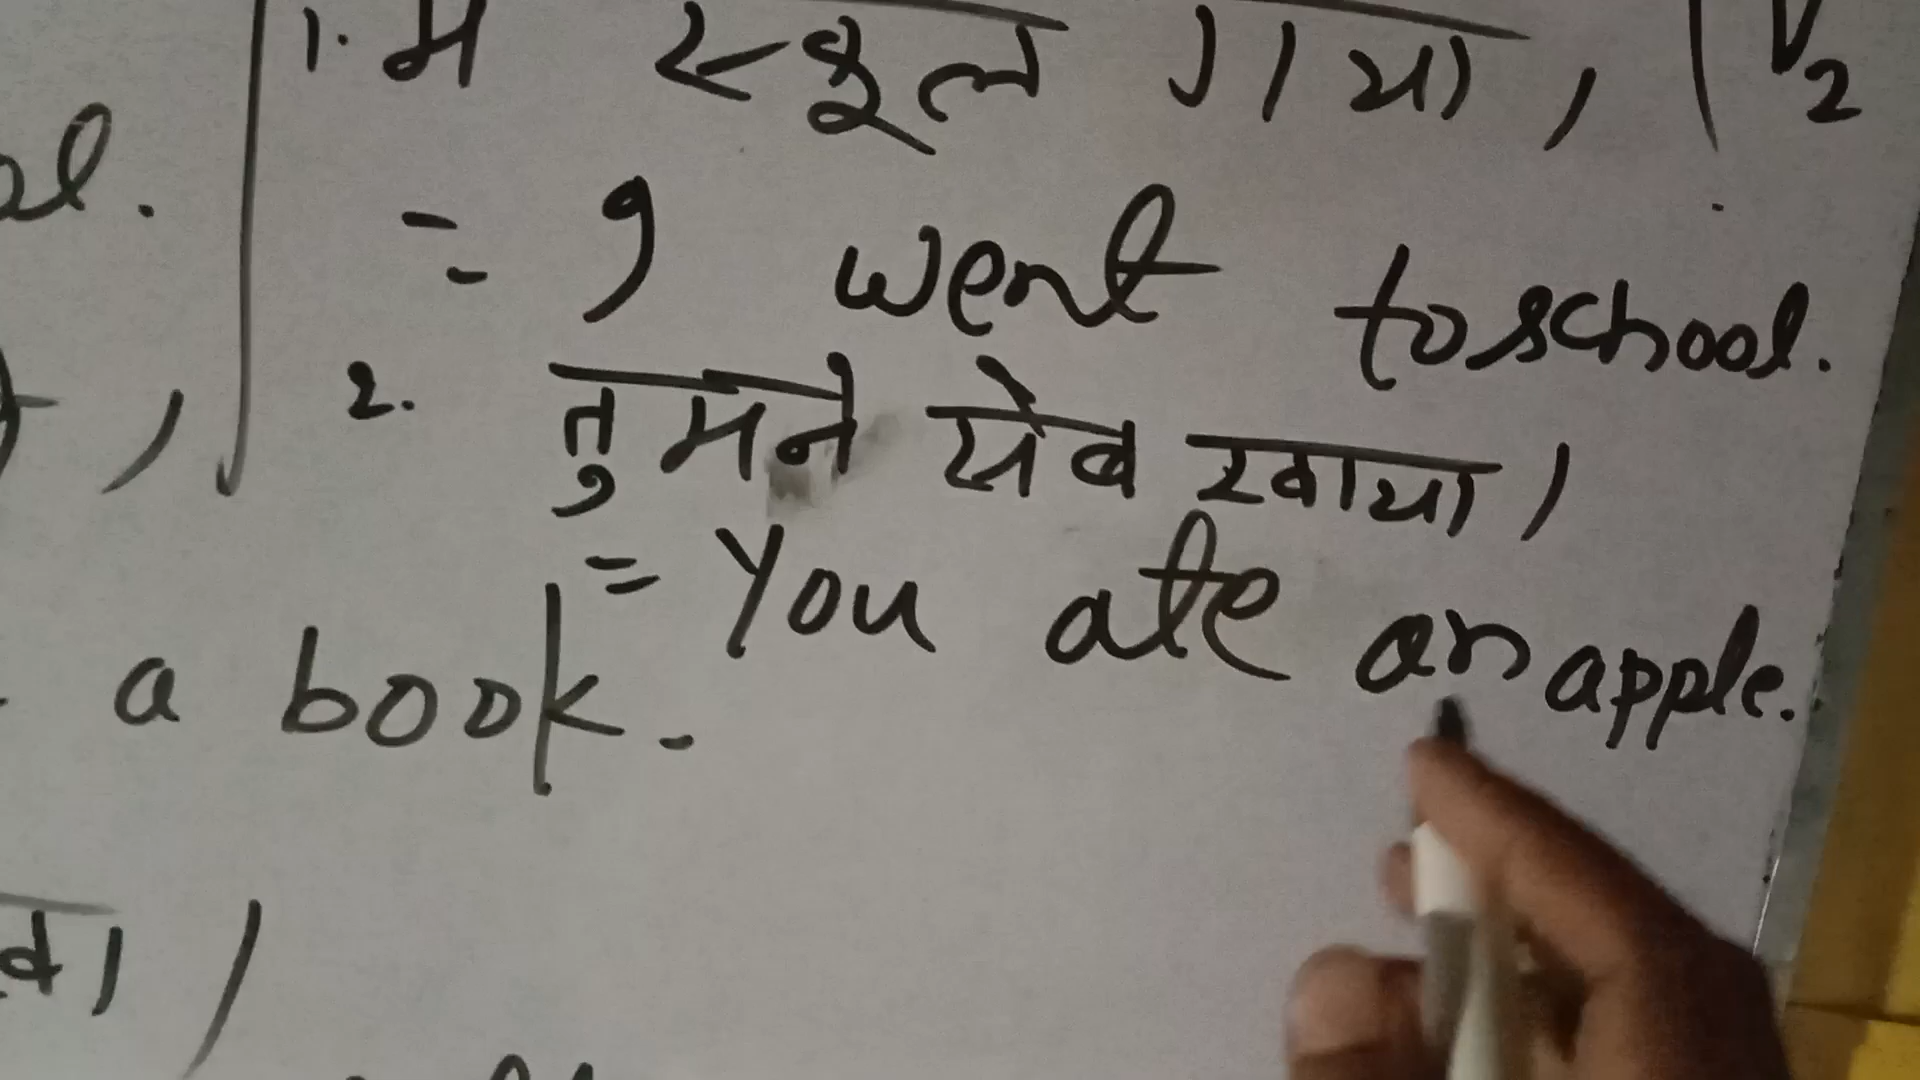 1. मैं स्कूल गया, (V2
= I went to school.
2. तुमने सेब खाया।
= You ate an apple.
a book.